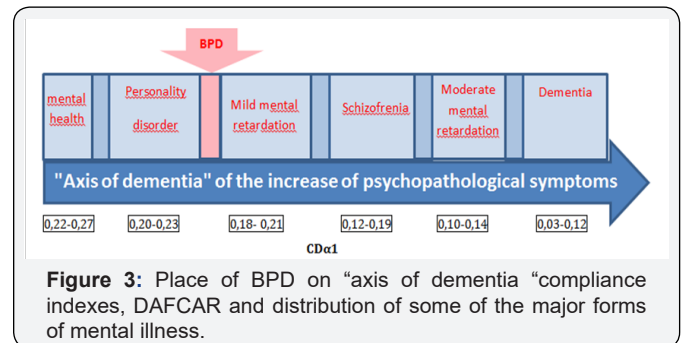 BPD
mental
health
Personality
disorder
Mild mental
retardation
Schizofrenia
Moderate
mental
retardation
Dementia
"Axis of dementia" of the increase of psychopathological symptoms
0,22-0,27
0,20-0,23
0,18- 0,21
0,12-0,19
0,10-0,14
0,03-0,12
CDα1
Figure 3: Place of BPD on “axis of dementia “compliance
indexes, DAFCAR and distribution of some of the major forms
of mental illness.